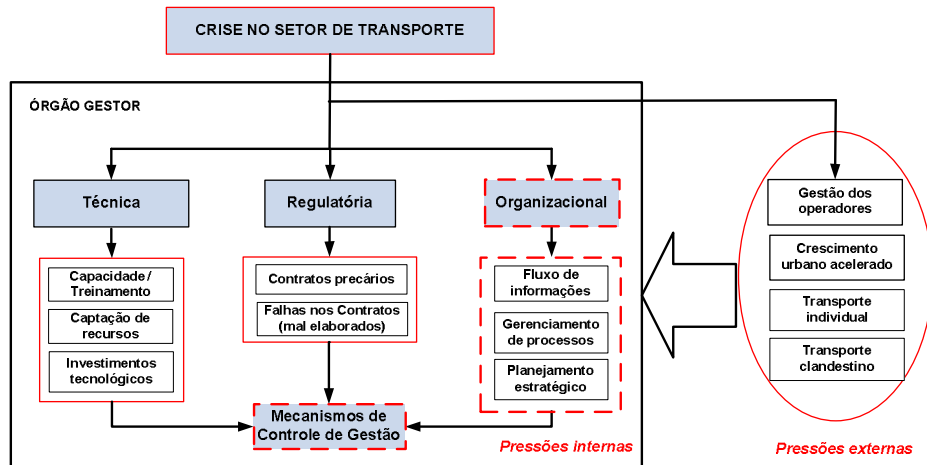 CRISE NO SETOR DE TRANSPORTE
ÓRGÃO GESTOR
Técnica
Regulatória
Organizacional
Capacidade/
Treinamento
Captação de
recursos
Investimentos
tecnológicos
Contratos precários
Falhas nos Contratos
(mal elaborados)
Fluxo de
informações
Gerenciamento
de processos
Planejamento
estratégico
Mecanismos de
Controle de Gestão
Pressões internas
Gestão dos
operadores
Crescimento
urbano acelerado
Transporte
individual
Transporte
clandestino
Pressões externas